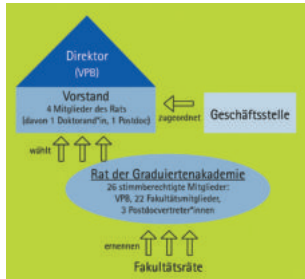 Direktor
(VPB)
Vorstand
4 Mitglieder des Rats
(davon 1 Doktorand*in, 1 Postdoc)
zugeordnet
Geschäftsstelle
wählt
Rat der Graduiertenakademie
26 stimmberechtigte Mitglieder:
VPB, 22 Fakultätsmitglieder,
3 Postdocvertreter*innen
ernennen
Fakultätsräte